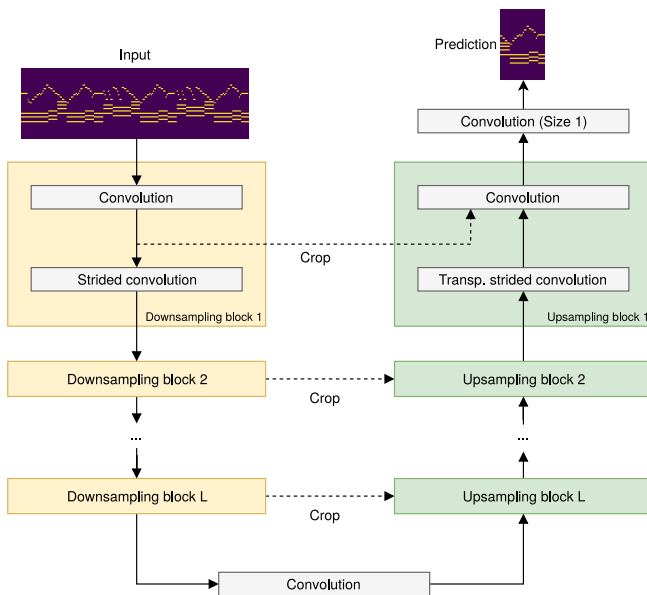 Input
Prediction
Convolution (Size 1)
Convolution
Convolution
Crop
Strided convolution
Transp. strided convolution
Downsampling block 1
Upsampling block 1
Downsampling block 2
Upsampling block 2
Crop
...
...
Downsampling block L
Upsampling block L
Crop
Convolution